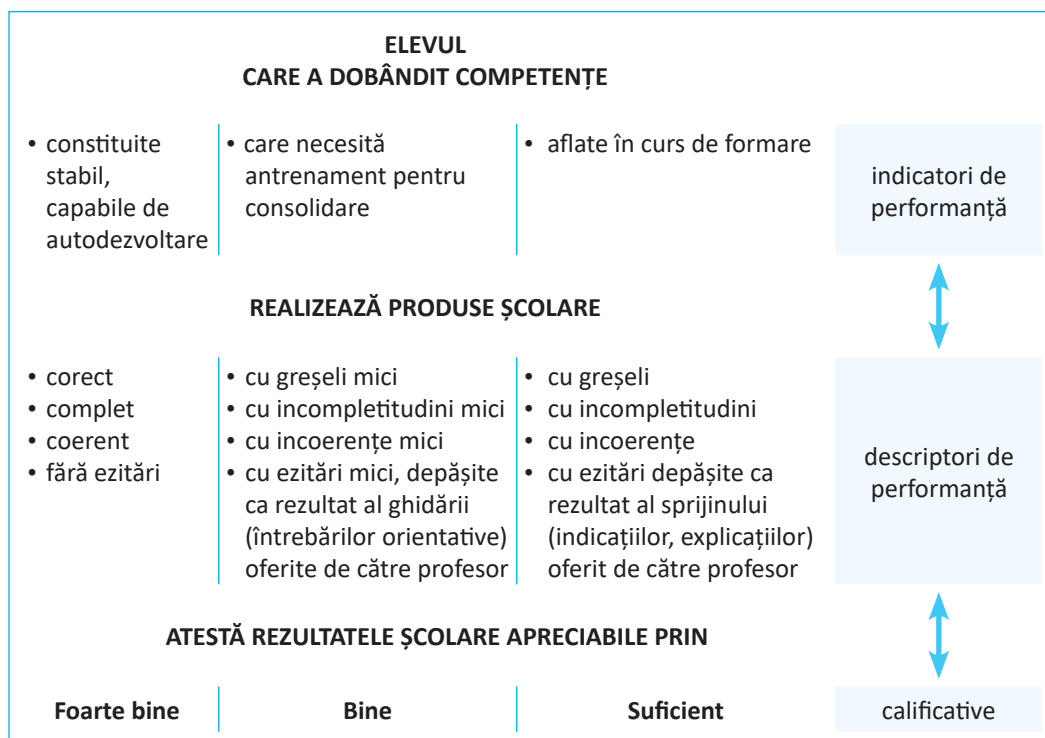 ELEVUL
CARE A DOBÂNDIT COMPETENȚE
• constituite
stabil,
capabile de
autodezvoltare
• care necesită
antrenament pentru
consolidare
• aflate în curs de formare
indicatori de
performanță
REALIZEAZĂ PRODUSE ȘCOLARE
• corect
• complet
• coerent
• fără ezitări
• cu greșeli mici
• cu incompletitudini mici
• cu incoerențe mici
• cu ezitări mici, depășite
ca rezultat al ghidării
(întrebărilor orientative)
oferite de către profesor
• cu greșeli
• cu incompletitudini
• cu incoerențe
• cu ezitări depășite ca
rezultat al sprijinului
(indicațiilor, explicațiilor)
oferit de către profesor
descriptori de
performanță
ATESTĂ REZULTATELE ȘCOLARE APRECIABILE PRIN
Foarte bine
Bine
Suficient
calificative